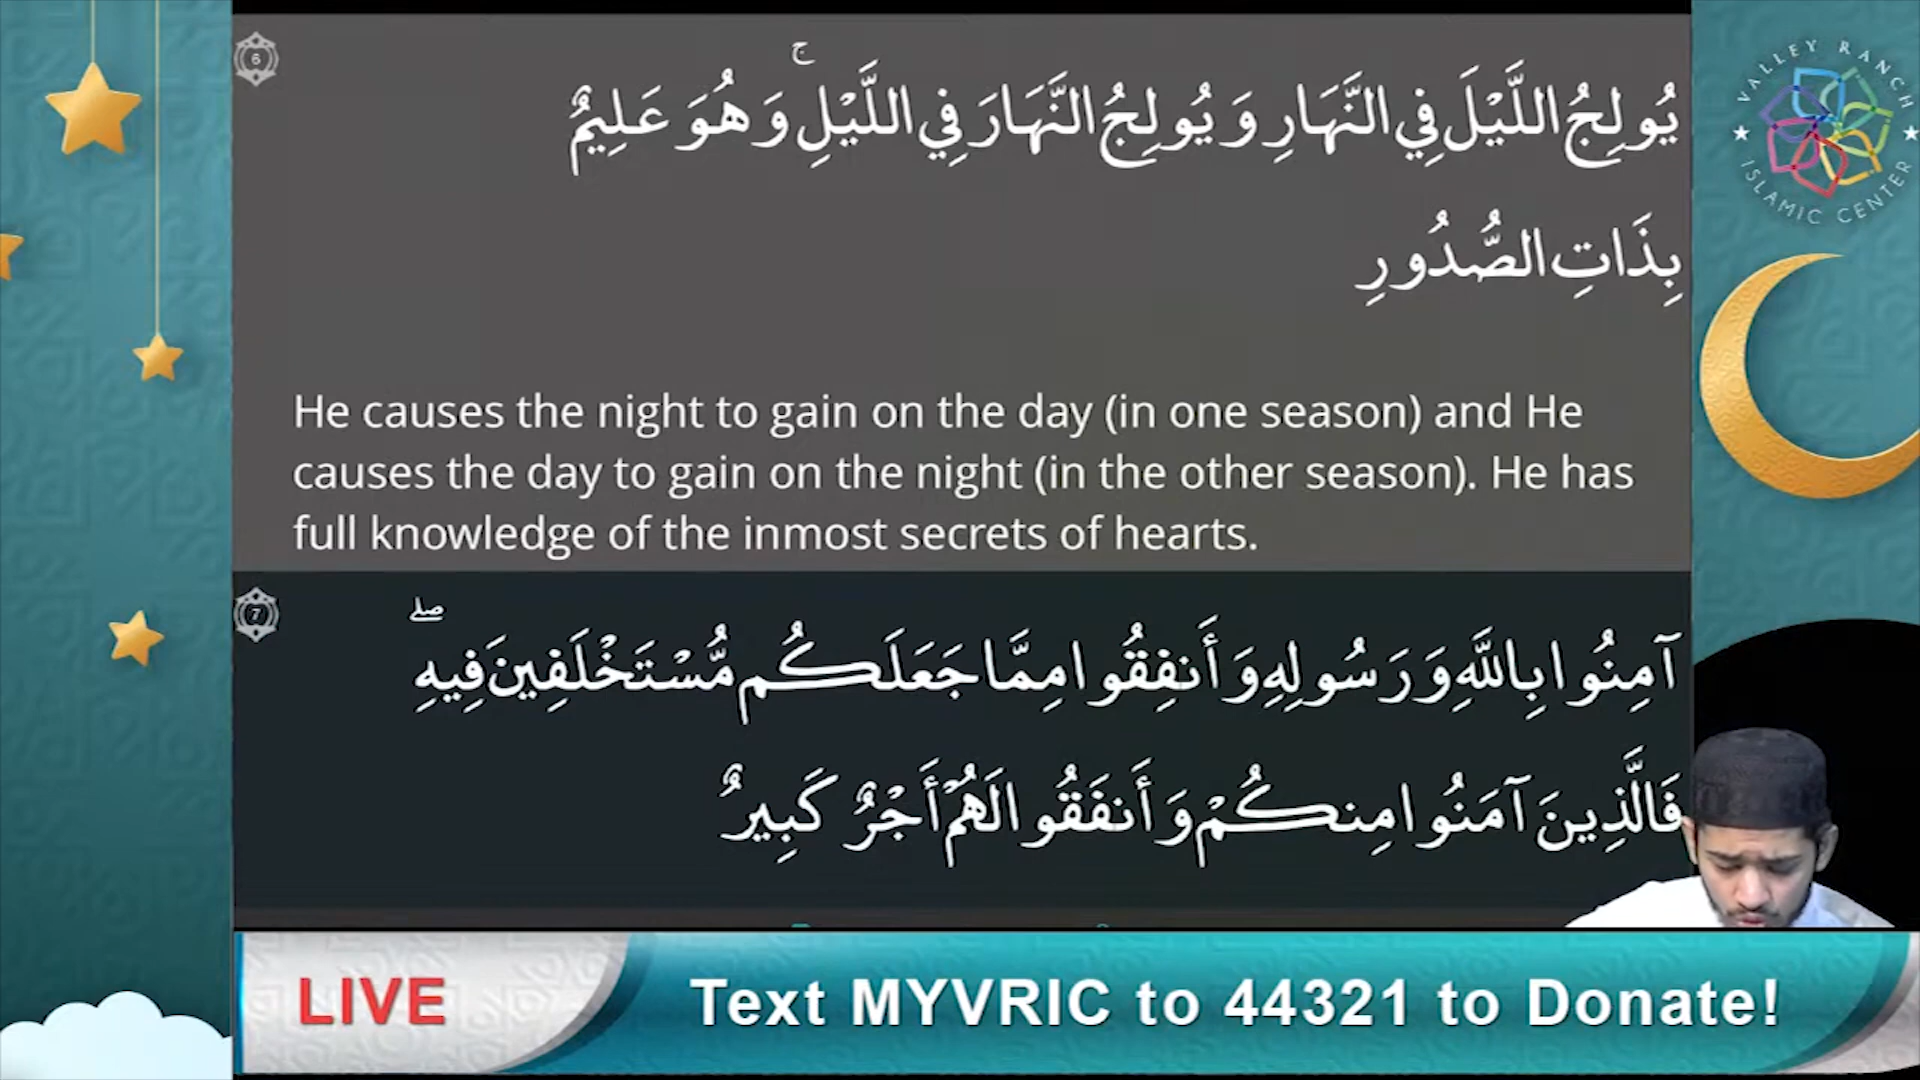 6
يُولِجُ اللَّيْلَ فِي النَّهَارِ وَيُولِجُ النَّهَارَ فِي اللَّيْلِ ۚ وَهُوَ عَلِيمٌ
بِذَاتِ الصُّدُورِ
He causes the night to gain on the day (in one season) and He
causes the day to gain on the night (in the other season). He has
full knowledge of the inmost secrets of hearts.
7
آمِنُوا بِاللَّهِ وَرَسُولِهِ وَأَنفِقُوا مِمَّا جَعَلَكُم مُّسْتَخْلَفِينَ فِيهِ ۖ
فَالَّذِينَ آمَنُوا مِنكُمْ وَأَنفَقُوا لَهُمْ أَجْرٌ كَبِيرٌ
VALLEY RANCH
ISLAMIC CENTER
LIVE
Text MYVRIC to 44321 to Donate!